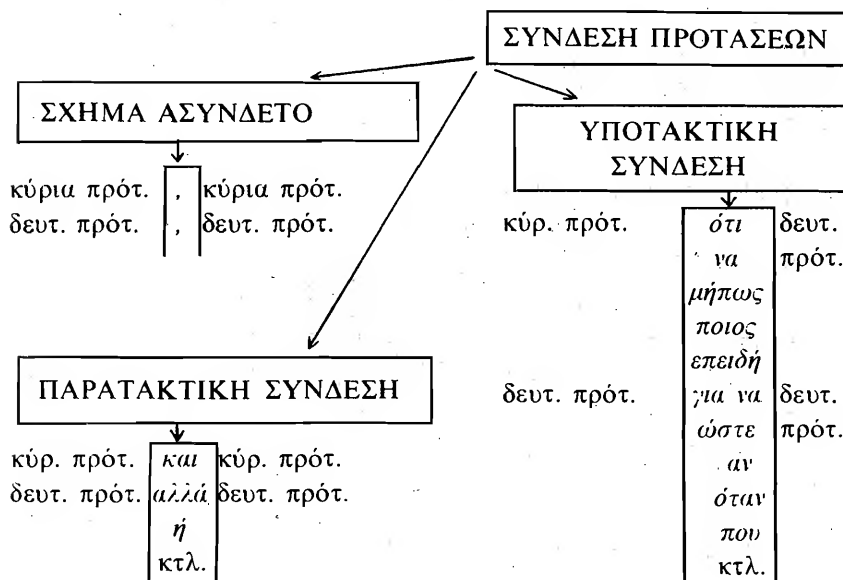 ΣΥΝΔΕΣΗ ΠΡΟΤΑΣΕΩΝ
ΣΧΗΜΑ ΑΣΥΝΔΕΤΟ
κύρια πρότ. , κύρια πρότ.
δευτ. πρότ. , δευτ. πρότ.
ΠΑΡΑΤΑΚΤΙΚΗ ΣΥΝΔΕΣΗ
κύρ. πρότ. και κύρ. πρότ.
δευτ. πρότ. αλλά δευτ. πρότ.
ή
κτλ.
ΥΠΟΤΑΚΤΙΚΗ
ΣΥΝΔΕΣΗ
κύρ. πρότ. ότι δευτ.
να πρότ.
μήπως
ποιος
επειδή
δευτ. πρότ. για να δευτ.
ώστε πρότ.
αν
όταν
που
κτλ.